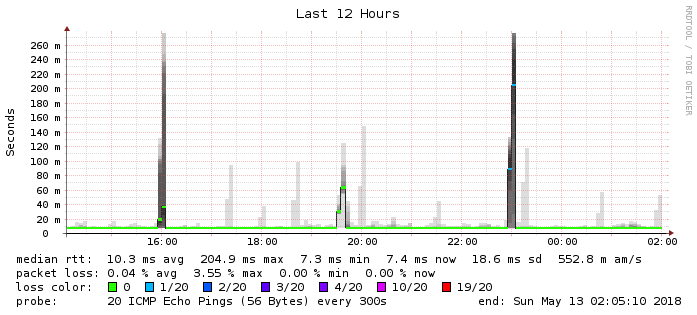 Last 12 Hours
RRDTOOL / TOBI OETIKER
Seconds
260 m
240 m
220 m
200 m
180 m
160 m
140 m
120 m
100 m
80 m
60 m
40 m
20 m
0
16:00 18:00 20:00 22:00 00:00 02:00
median rtt: 10.3 ms avg 204.9 ms max 7.3 ms min 7.4 ms now 18.6 ms sd 552.8 m am/s
packet loss: 0.04 % avg 3.55 % max 0.00 % min 0.00 % now
loss color: 0 1/20 2/20 3/20 4/20 10/20 19/20
probe: 20 ICMP Echo Pings (56 Bytes) every 300s end: Sun May 13 02:05:10 2018